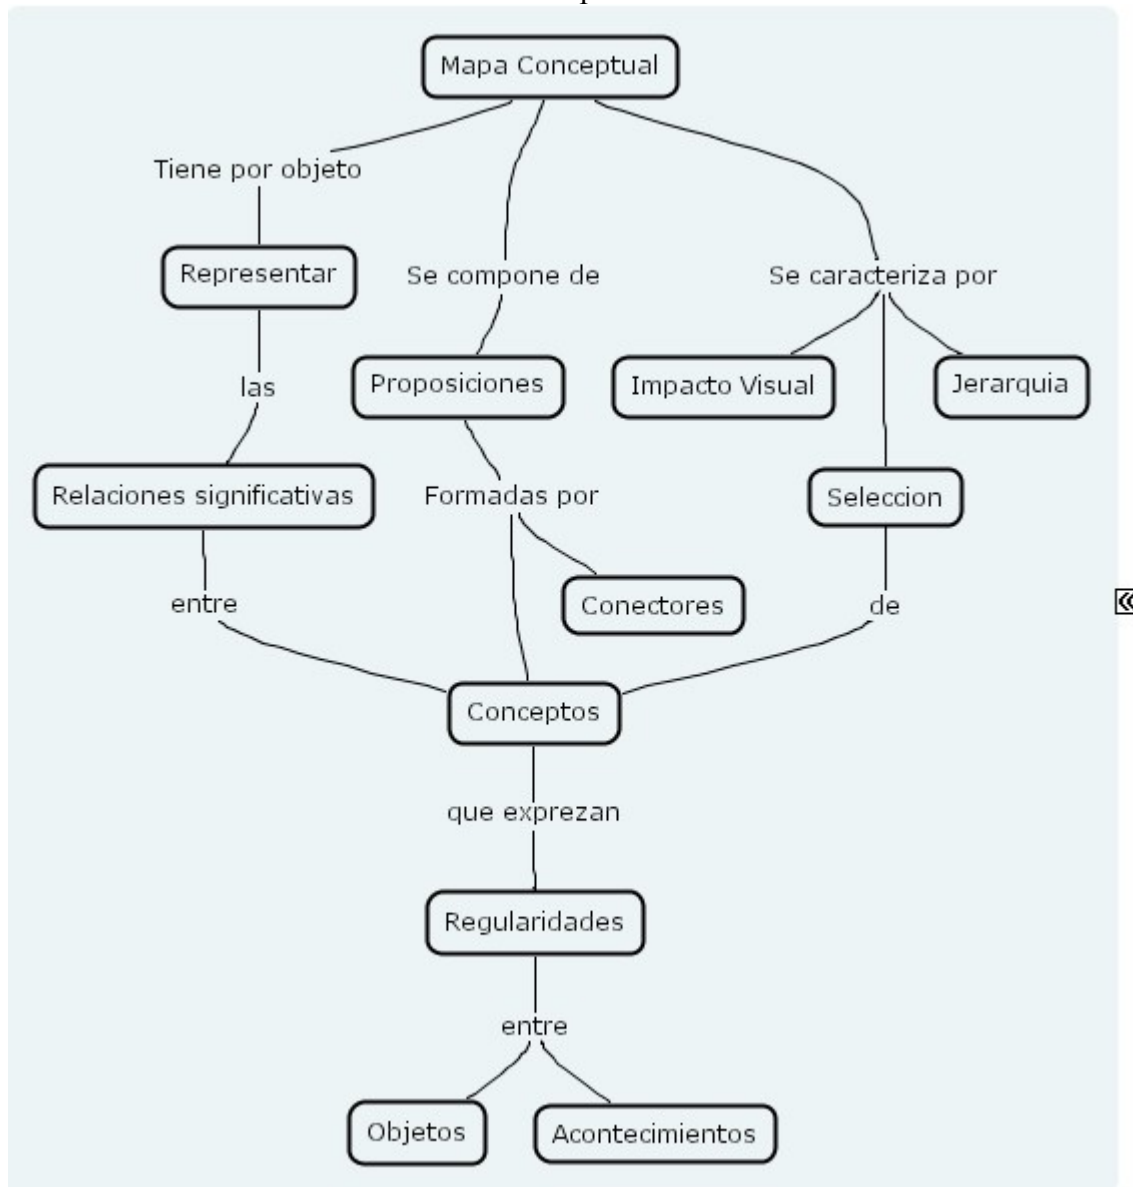 Mapa Conceptual
Tiene por objeto
Representar
Se compone de
Se caracteriza por
las
Proposiciones
Impacto Visual
Jerarquia
Relaciones significativas
Formadas por
Seleccion
entre
Conectores
de
«
Conceptos
que exprezan
Regularidades
entre
Objetos
Acontecimientos